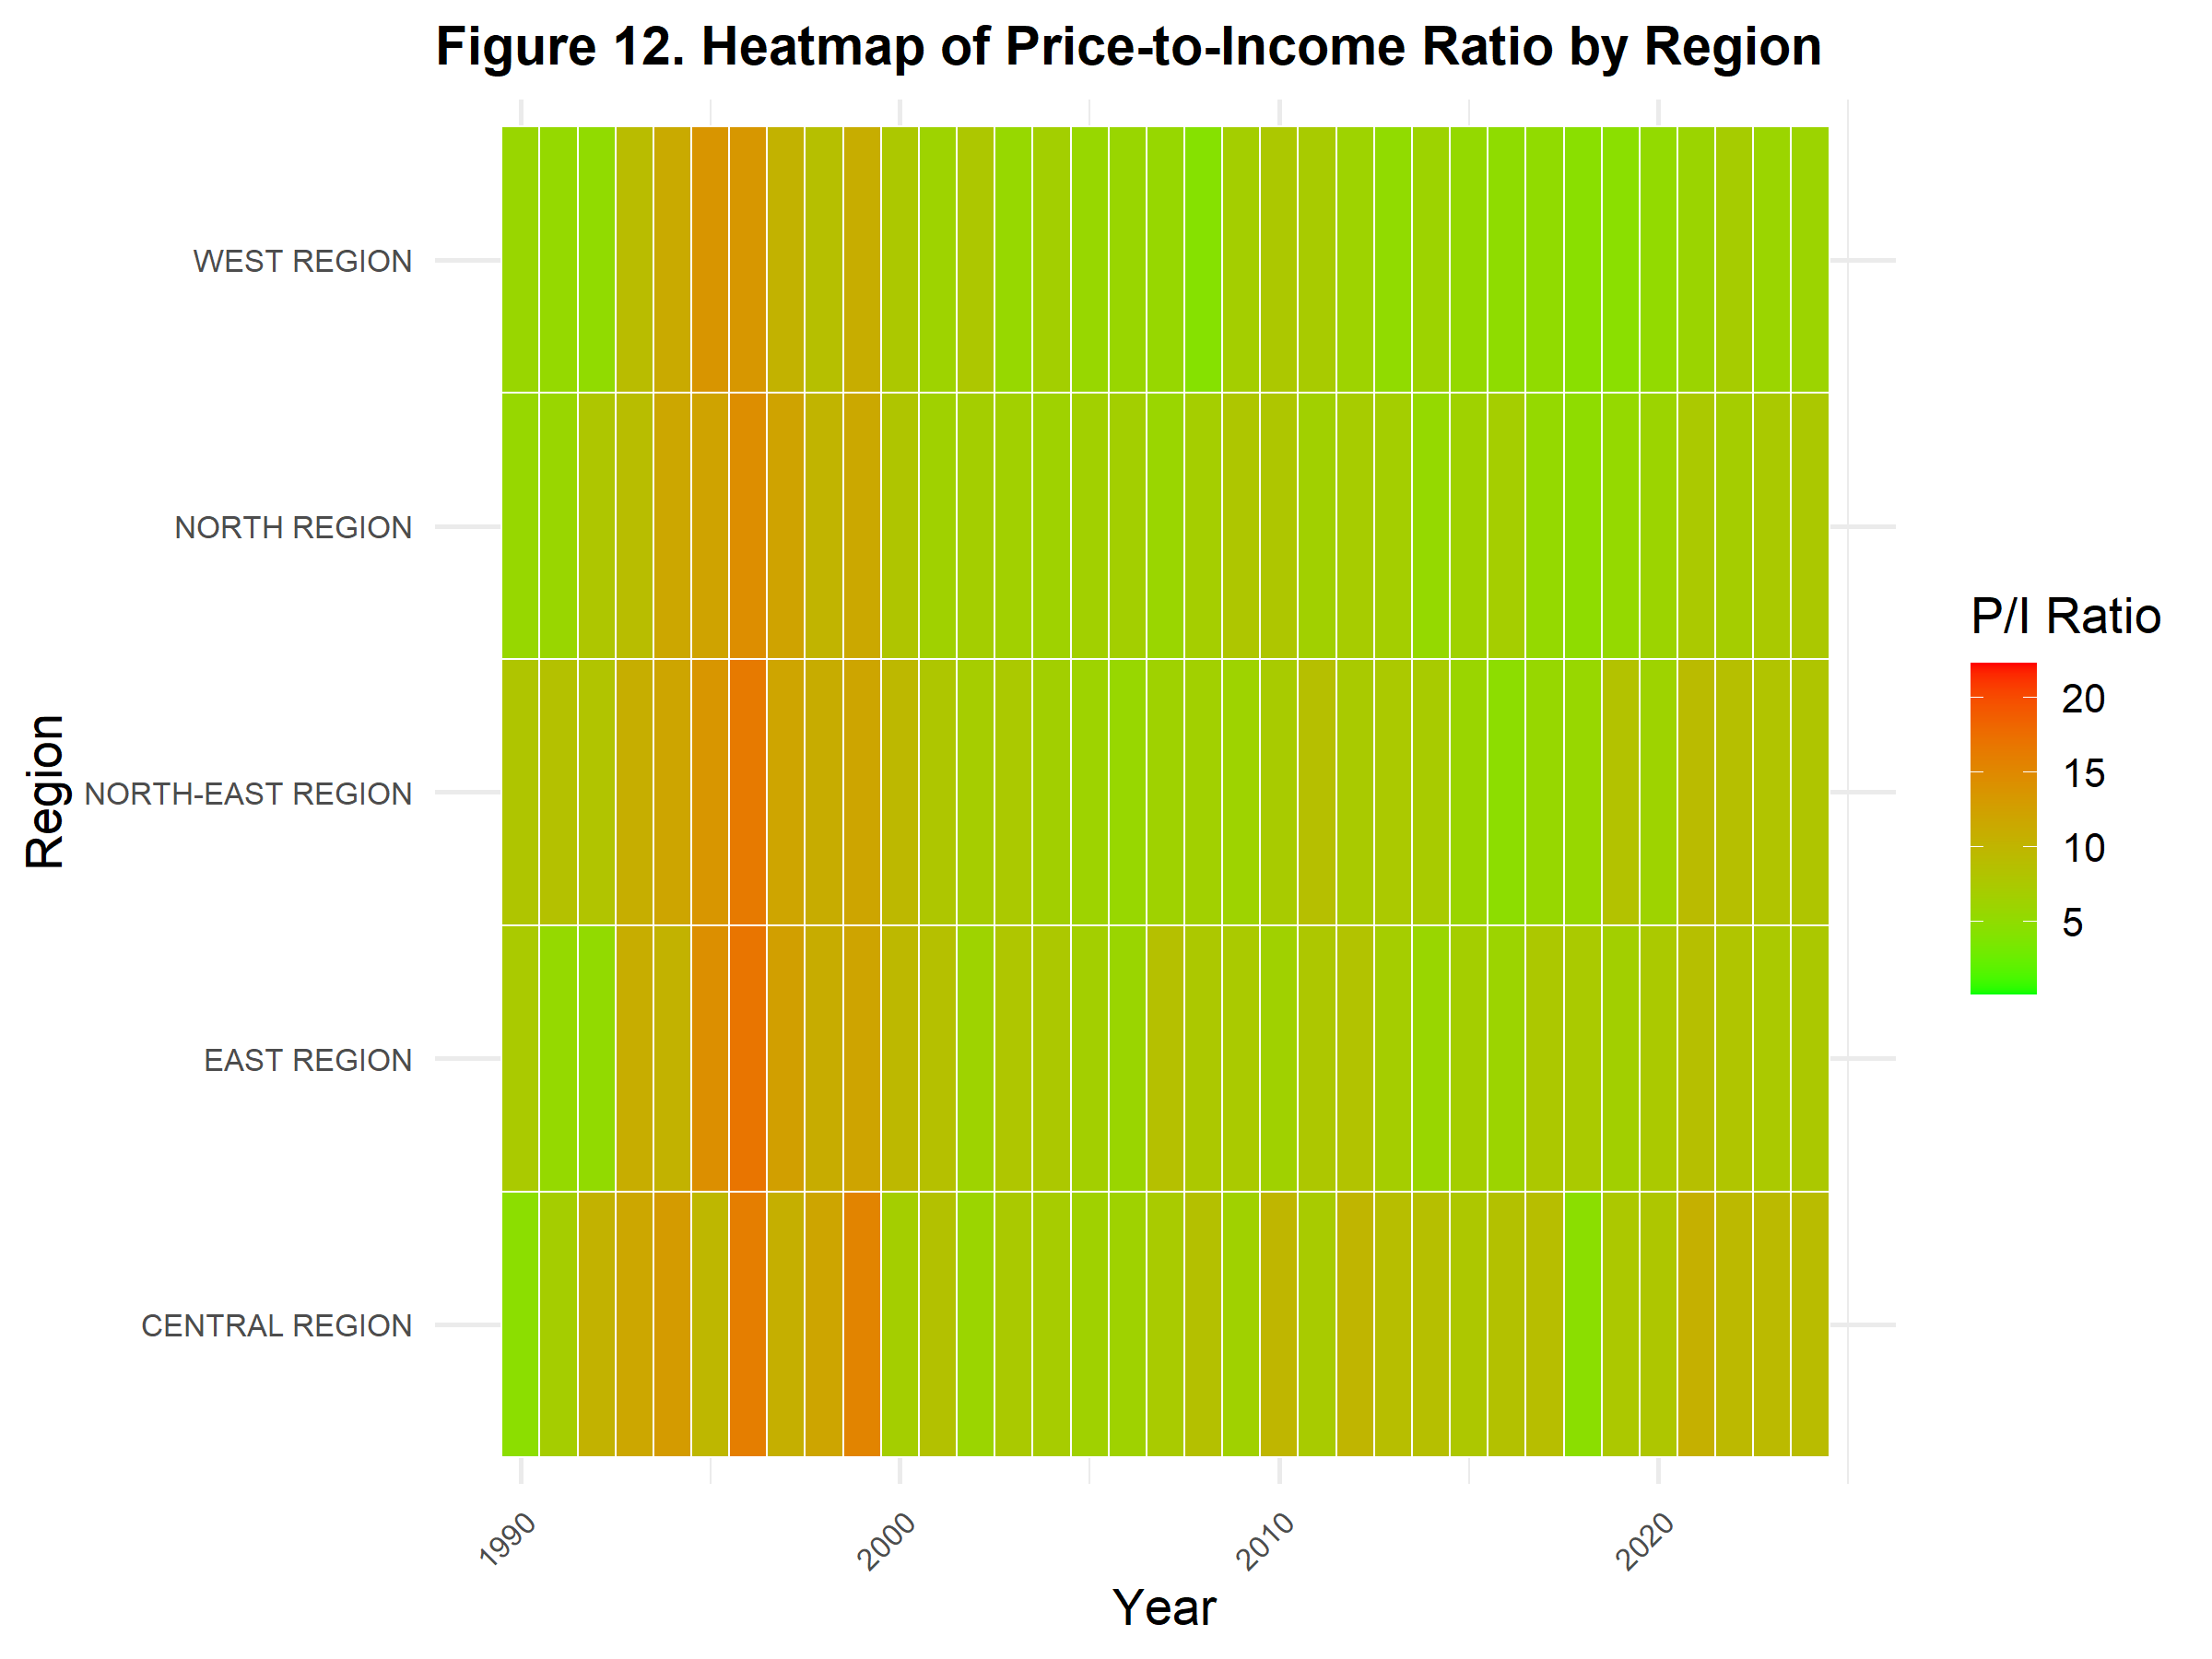 Figure 12. Heatmap of Price-to-Income Ratio by Region
WEST REGION
NORTH REGION
NORTH-EAST REGION
EAST REGION
CENTRAL REGION
Region
1990
2000
2010
2020
Year
P/I Ratio
20
15
10
5